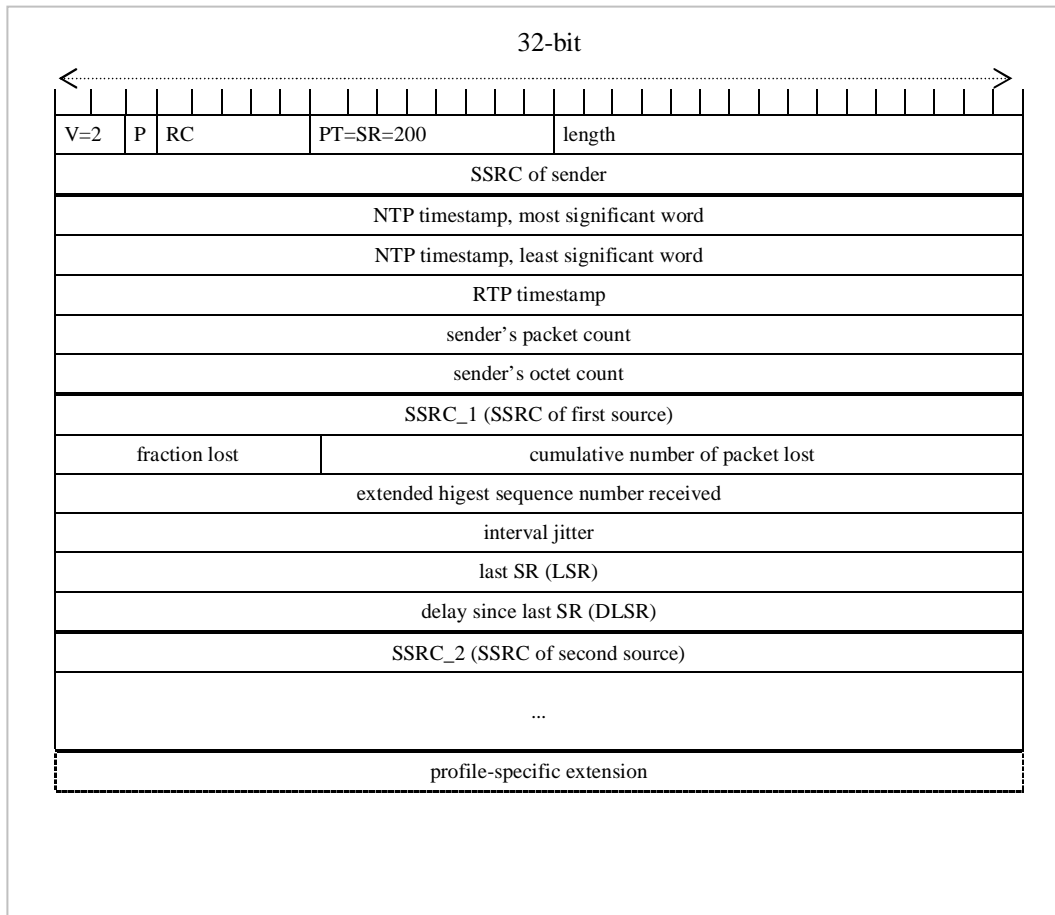 32-bit
V=2 P RC PT=SR=200 length
SSRC of sender
NTP timestamp, most significant word
NTP timestamp, least significant word
RTP timestamp
sender’s packet count
sender’s octet count
SSRC_1 (SSRC of first source)
fraction lost cumulative number of packet lost
extended higest sequence number received
interval jitter
last SR (LSR)
delay since last SR (DLSR)
SSRC_2 (SSRC of second source)
...
profile-specific extension